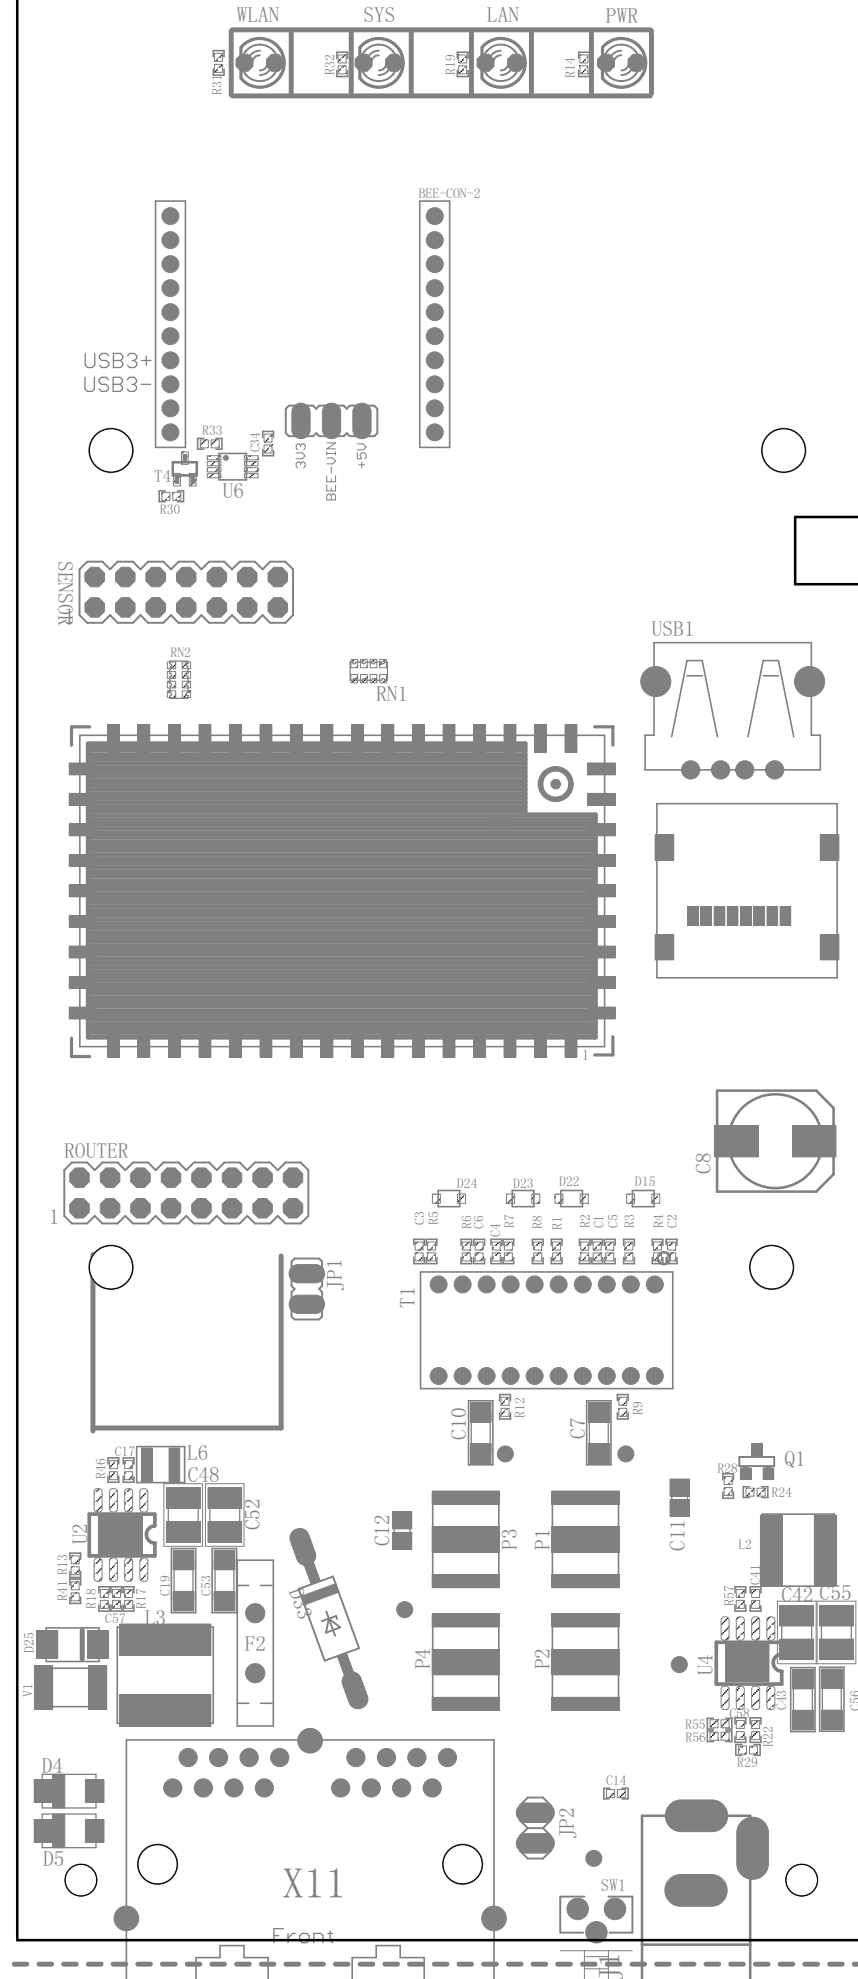 WLAN SYS LAN PWR
R31 R32 R19 R14
BEE-CON-2
USB3+
USB3-
R33 C34
3V3 BEE-VIN +5V
T4 U6
R30
SENSOR
1
USB1
RN2
RN1
1
C8
ROUTER
1
D24 D23 D22 D15
C3 R5 R6 C6 C4 R7 R8 R1 R2 C1 C5 R3 R4 C2
JP1
T1
C10 R12 C7 R9
C17 L6
R46 C48
R28 Q1
R24
C52
U2
C12 P3 P1 C11
L2
R13
R41
C19 C53
R57 C41
R18 R17
C57
C42 C55
L3
D25
F2
P4 P2
U4
V1
C43 C56
C58
R55
R56
R22
R29
D4
C14
JP2
D5
X11
SW1
Front
J1